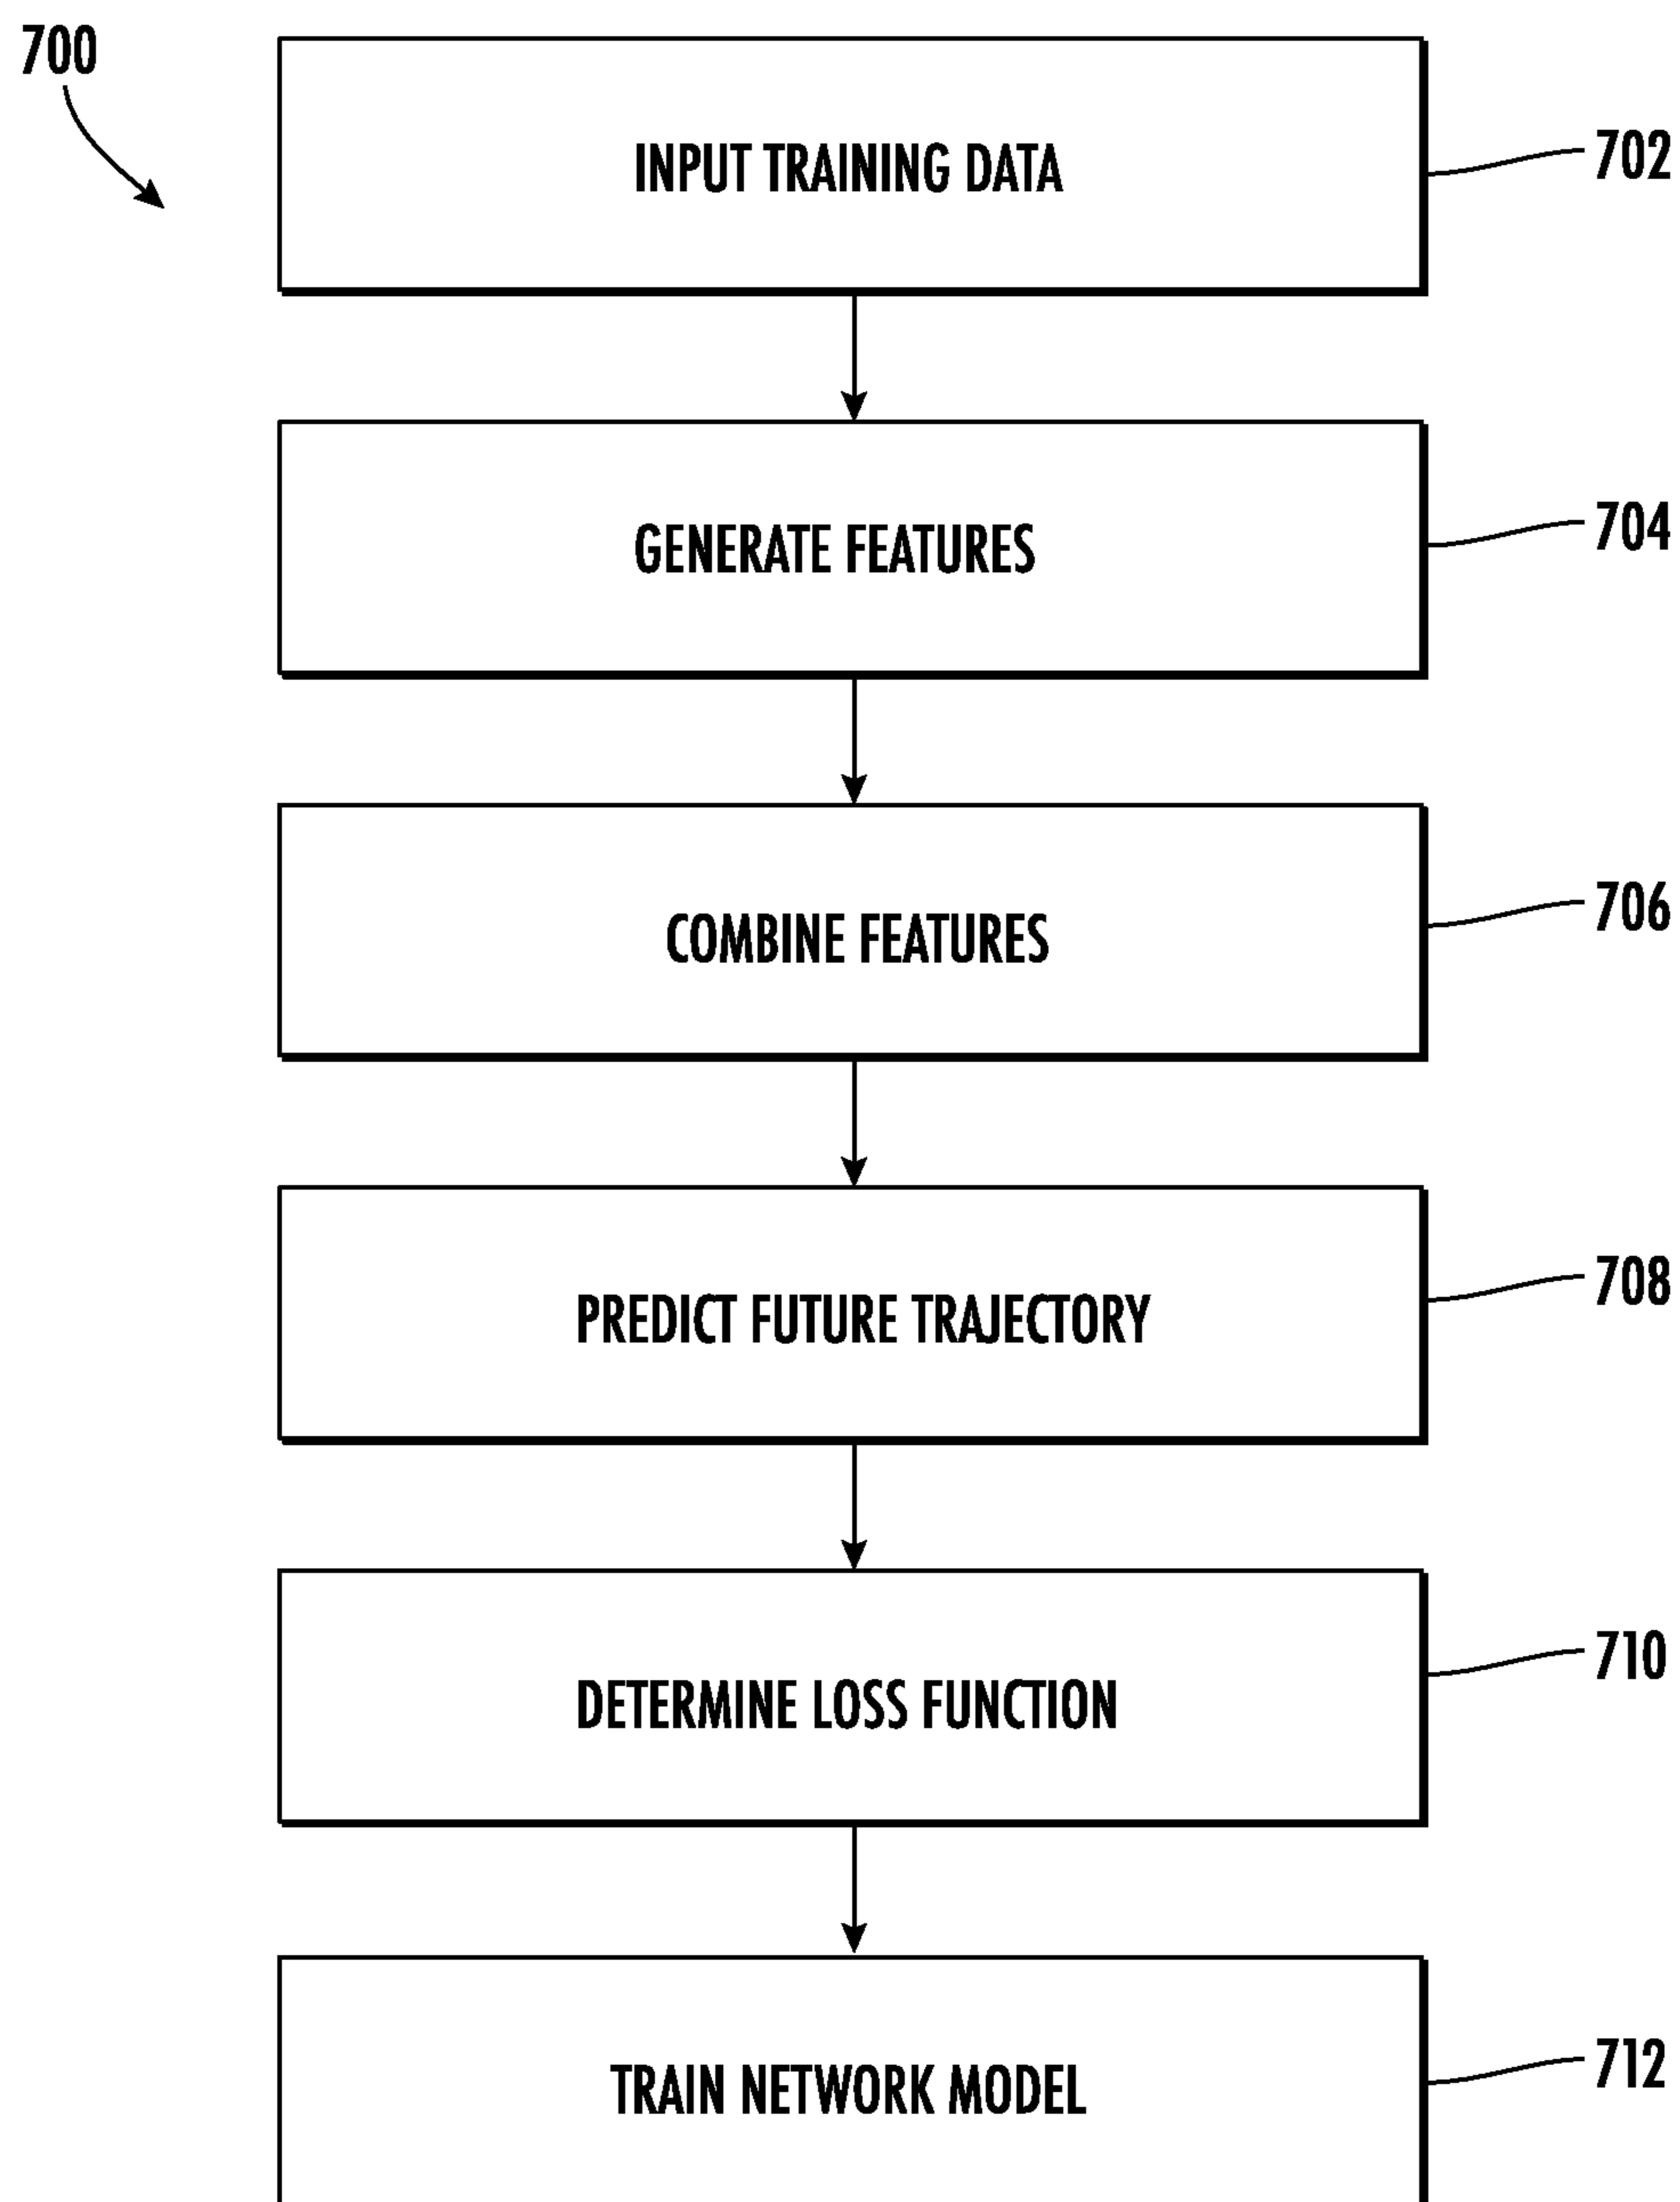 700
INPUT TRAINING DATA
702
GENERATE FEATURES
704
COMBINE FEATURES
706
PREDICT FUTURE TRAJECTORY
708
DETERMINE LOSS FUNCTION
710
TRAIN NETWORK MODEL
712